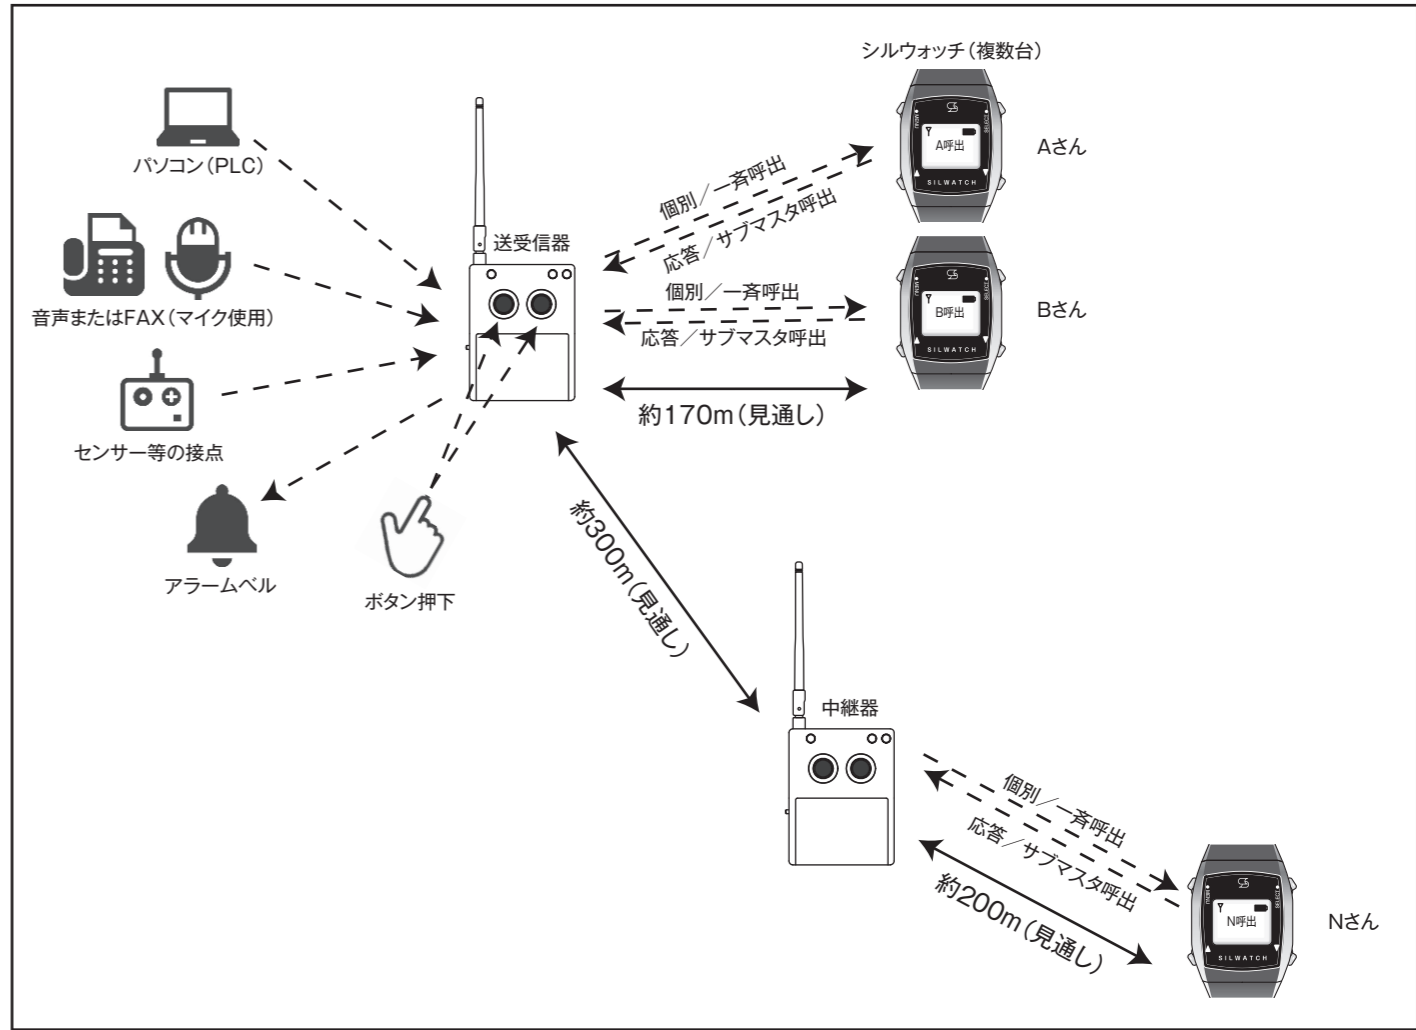 シルウォッチ（複数台）
パソコン（PLC）
音声またはFAX（マイク使用）
センサー等の接点
アラームベル
ボタン押下
送受信器
個別／一斉呼出
応答／サブマスタ呼出
MENU
SELECT
A呼出
SILWATCH
Aさん
個別／一斉呼出
応答／サブマスタ呼出
MENU
SELECT
B呼出
SILWATCH
Bさん
約170m（見通し）
約300m（見通し）
中継器
個別／一斉呼出
応答／サブマスタ呼出
約200m（見通し）
MENU
SELECT
N呼出
SILWATCH
Nさん